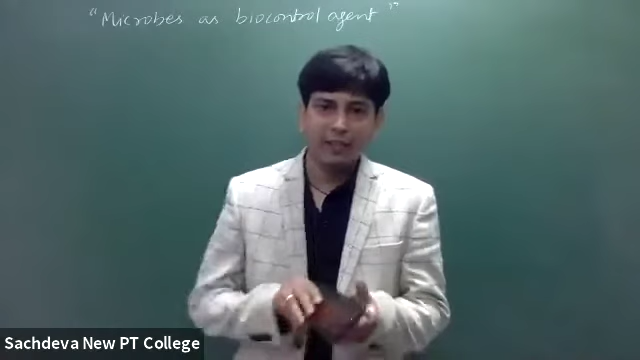 "Microbes as biocontrol agent"
Sachdeva New PT College